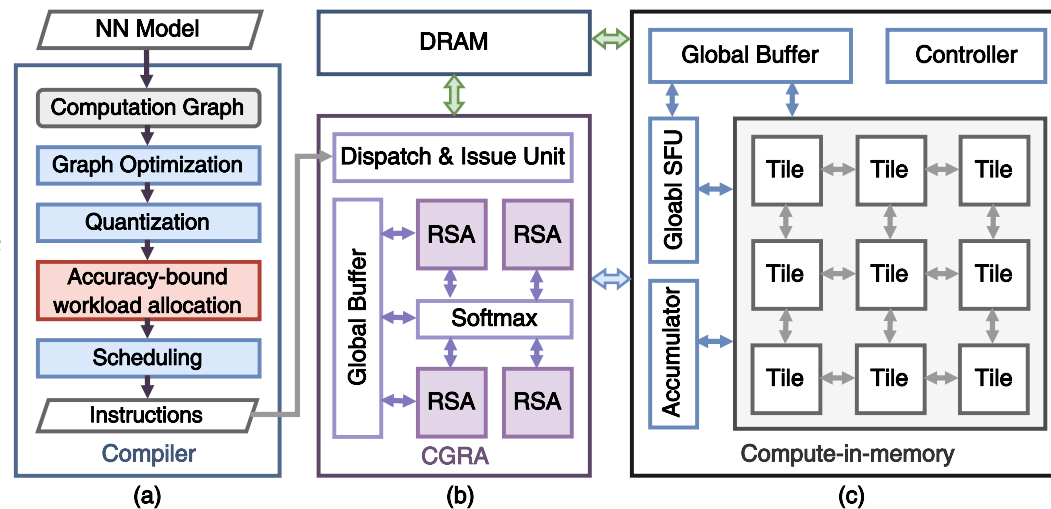 NN Model
Computation Graph
Graph Optimization
Quantization
Accuracy-bound
workload allocation
Scheduling
Instructions
Compiler
(a)
DRAM
Dispatch & Issue Unit
Global Buffer
RSA
RSA
Softmax
RSA
RSA
CGRA
(b)
Global Buffer
Controller
Gloabl SFU
Accumulator
Tile
Tile
Tile
Tile
Tile
Tile
Tile
Tile
Tile
Compute-in-memory
(c)